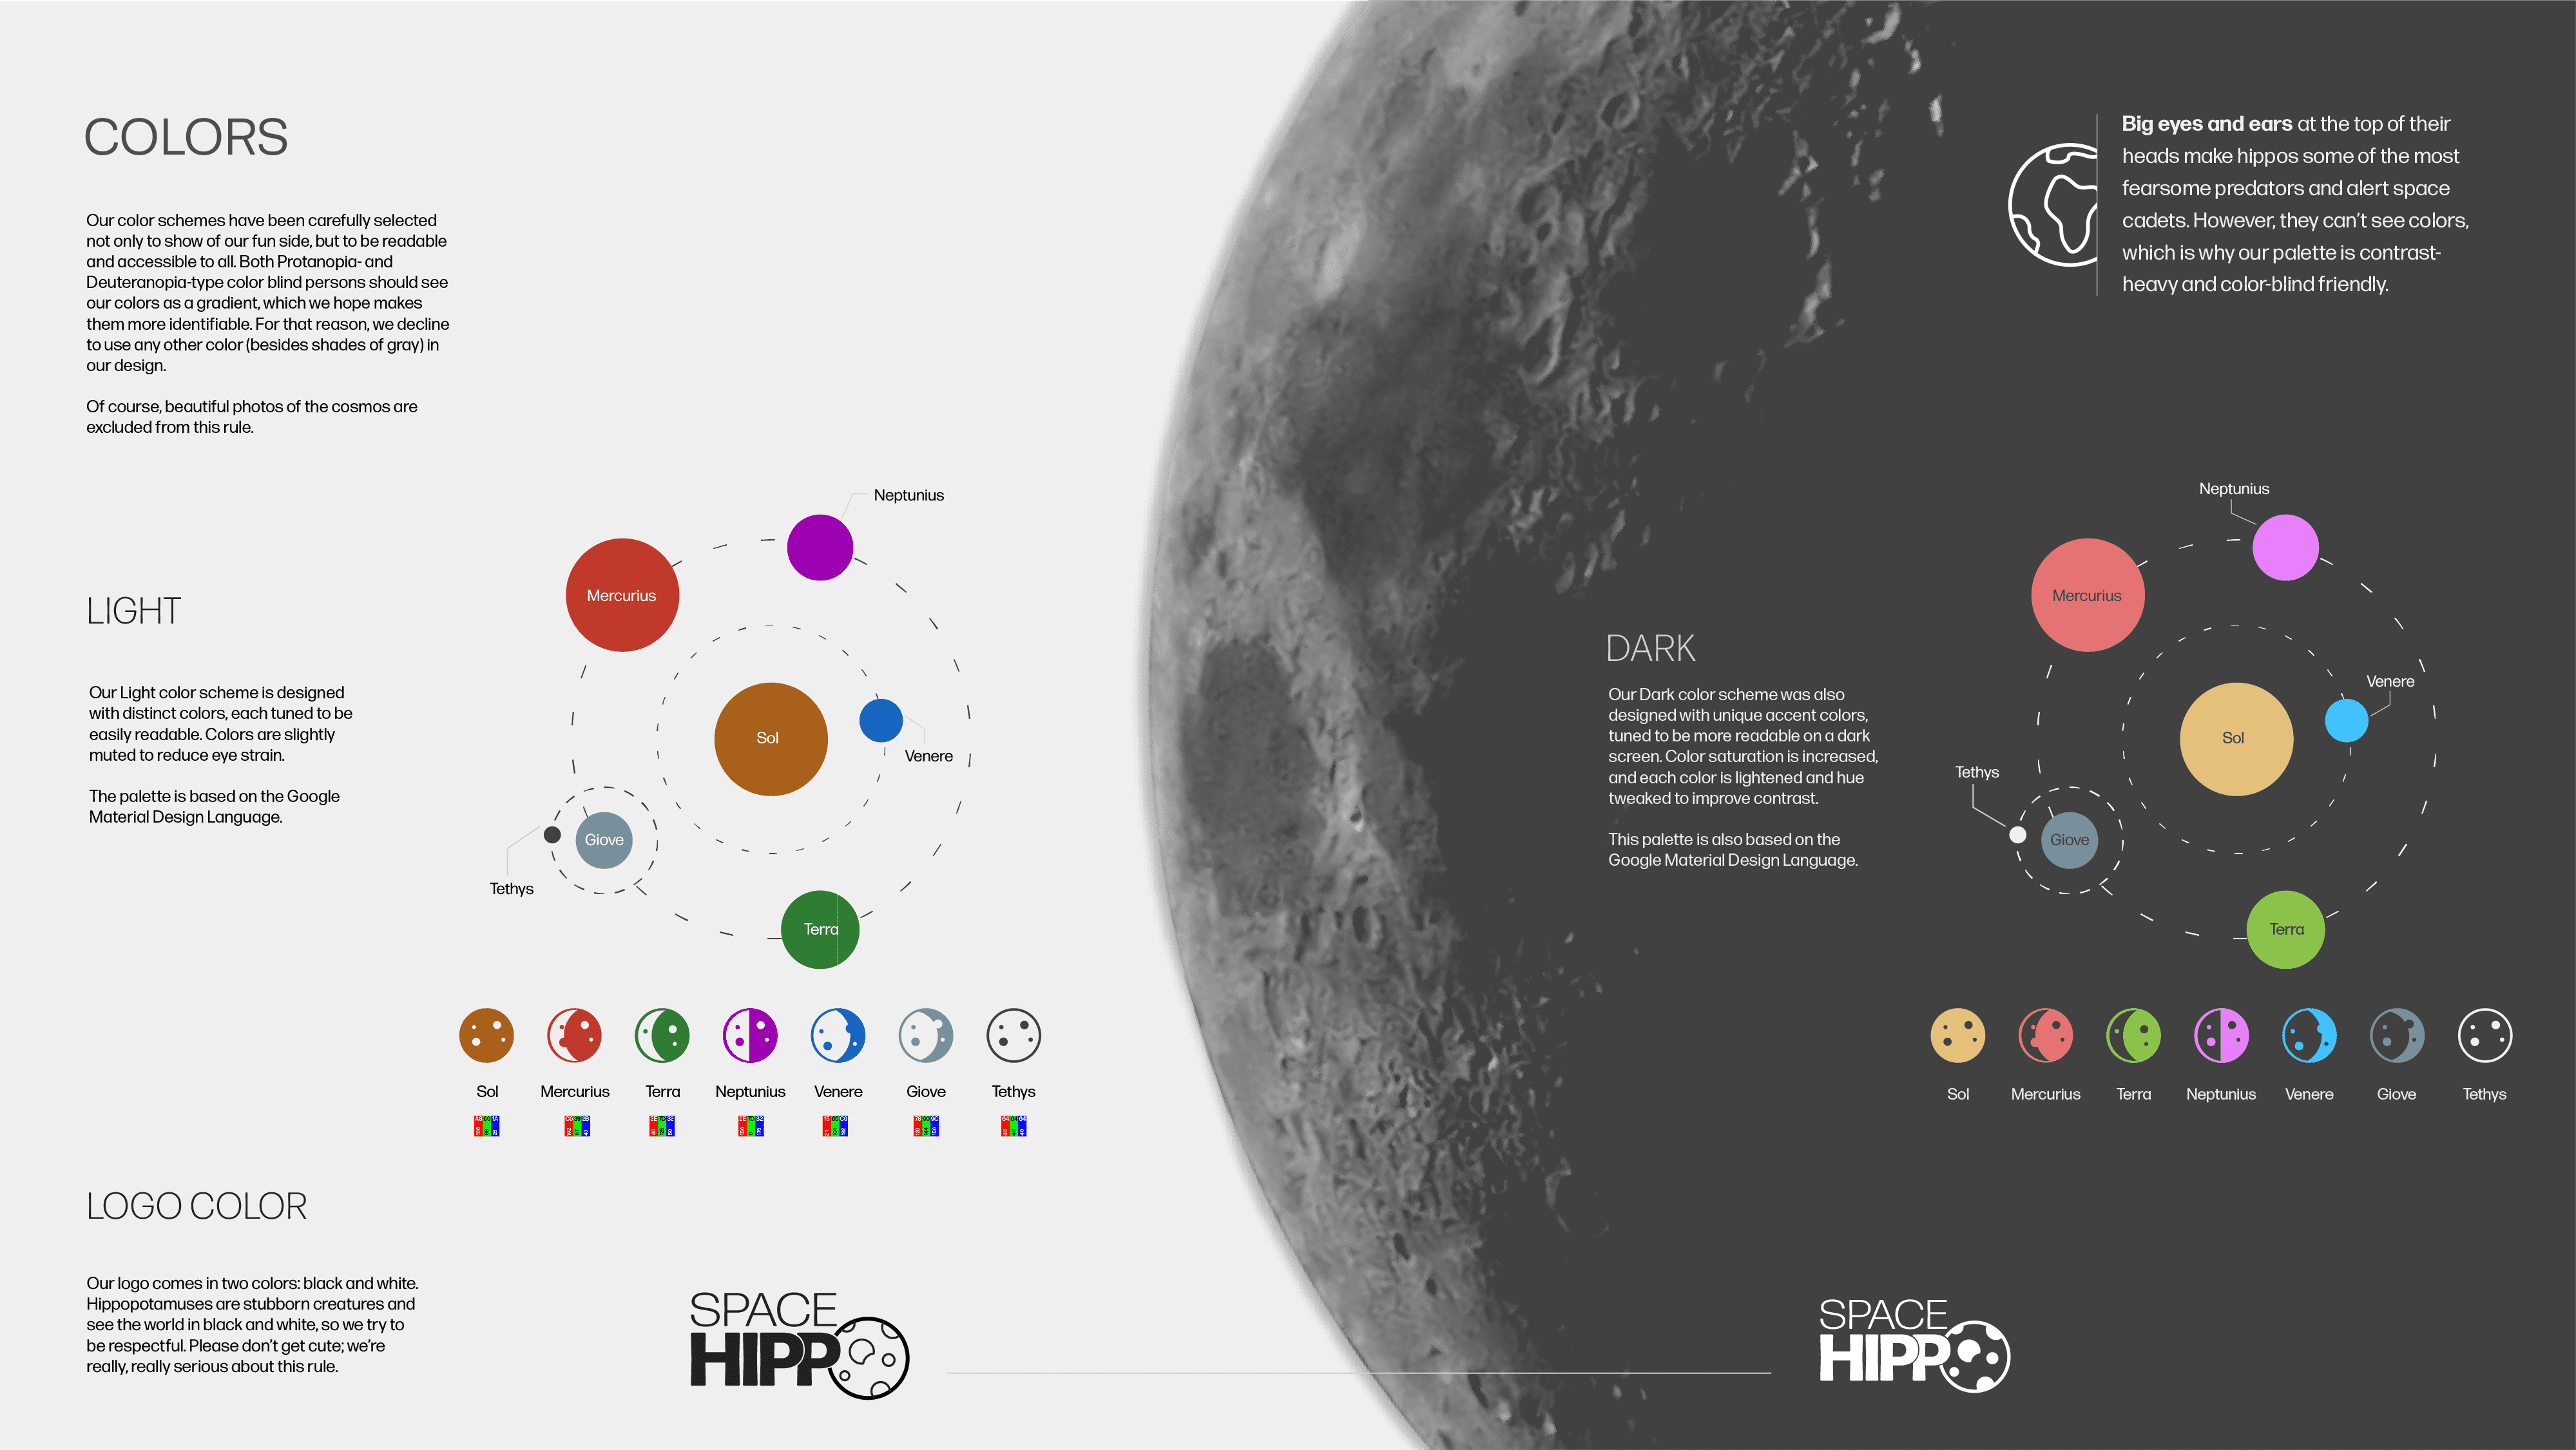 COLORS
Our color schemes have been carefully selected
not only to show of our fun side, but to be readable
and accessible to all. Both Protanopia- and
Deuteranopia-type color blind persons should see
our colors as a gradient, which we hope makes
them more identifiable. For that reason, we decline
to use any other color (besides shades of gray) in
our design.
Of course, beautiful photos of the cosmos are
excluded from this rule.
LIGHT
Our Light color scheme is designed
with distinct colors, each tuned to be
easily readable. Colors are slightly
muted to reduce eye strain.
The palette is based on the Google
Material Design Language.
Neptunius
Mercurius
Sol
Venere
Giove
Tethys
Terra
Sol Mercurius Terra Neptunius Venere Giove Tethys
LOGO COLOR
Our logo comes in two colors: black and white.
Hippopotamuses are stubborn creatures and
see the world in black and white, so we try to
be respectful. Please don't get cute; we're
really, really serious about this rule.
SPACE
HIPPO
Big eyes and ears at the top of their
heads make hippos some of the most
fearsome predators and alert space
cadets. However, they can't see colors,
which is why our palette is contrast-
heavy and color-blind friendly.
DARK
Our Dark color scheme was also
designed with unique accent colors,
tuned to be more readable on a dark
screen. Color saturation is increased,
and each color is lightened and hue
tweaked to improve contrast.
This palette is also based on the
Google Material Design Language.
Neptunius
Mercurius
Venere
Sol
Tethys
Giove
Terra
Sol Mercurius Terra Neptunius Venere Giove Tethys
SPACE
HIPPO